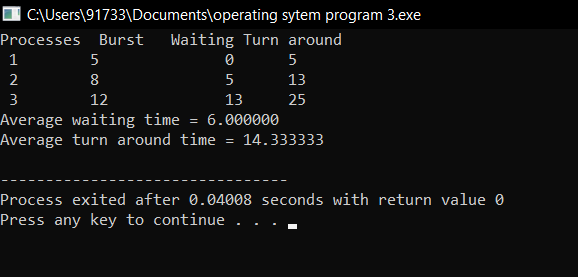 C:\Users\91733\Documents\operating sytem program 3.exe
Processes Burst Waiting Turn around
1 5 0 5
2 8 5 13
3 12 13 25
Average waiting time = 6.000000
Average turn around time = 14.333333
--------------------------------
Process exited after 0.04008 seconds with return value 0
Press any key to continue . . .